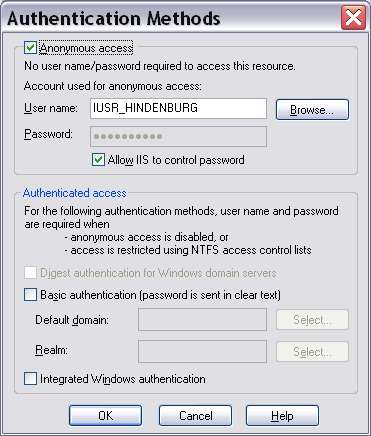 Authentication Methods
Anonymous access
No user name/password required to access this resource.
Account used for anonymous access:
User name: IUSR_HINDENBURG Browse...
Password: ●●●●●●●●●●
Allow IIS to control password
Authenticated access
For the following authentication methods, user name and password
are required when
- anonymous access is disabled, or
- access is restricted using NTFS access control lists
Digest authentication for Windows domain servers
Basic authentication (password is sent in clear text)
Default domain: Select...
Realm: Select...
Integrated Windows authentication
OK Cancel Help